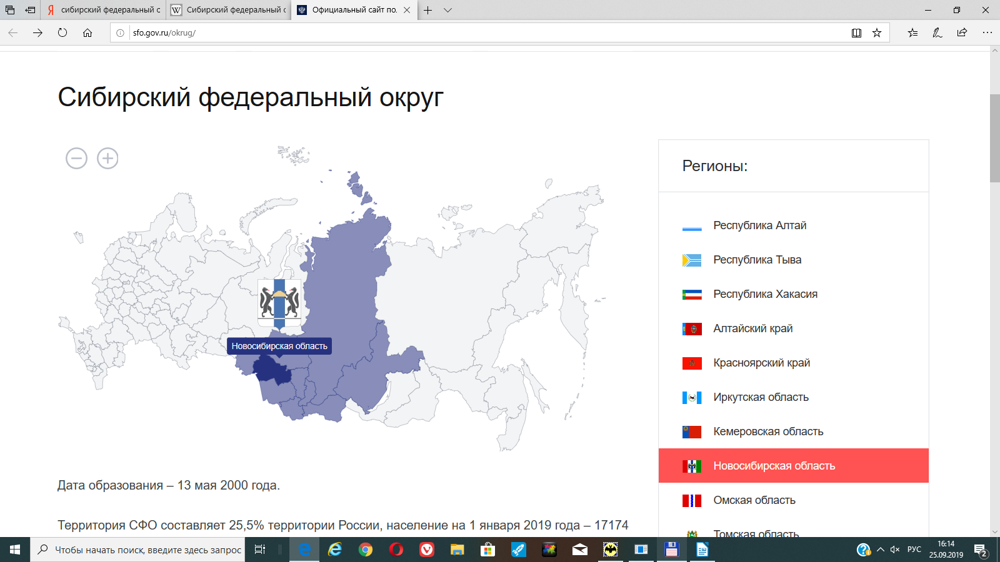 сибирский федеральный о
Сибирский федеральный о
Официальный сайт по
sfo.gov.ru/okrug/
Сибирский федеральный округ
Новосибирская область
Регионы:
Республика Алтай
Республика Тыва
Республика Хакасия
Алтайский край
Красноярский край
Иркутская область
Кемеровская область
Новосибирская область
Омская область
Томская область
Дата образования – 13 мая 2000 года.
Территория СФО составляет 25,5% территории России, население на 1 января 2019 года – 17174
Чтобы начать поиск, введите здесь запрос
РУС
16:14
25.09.2019
2